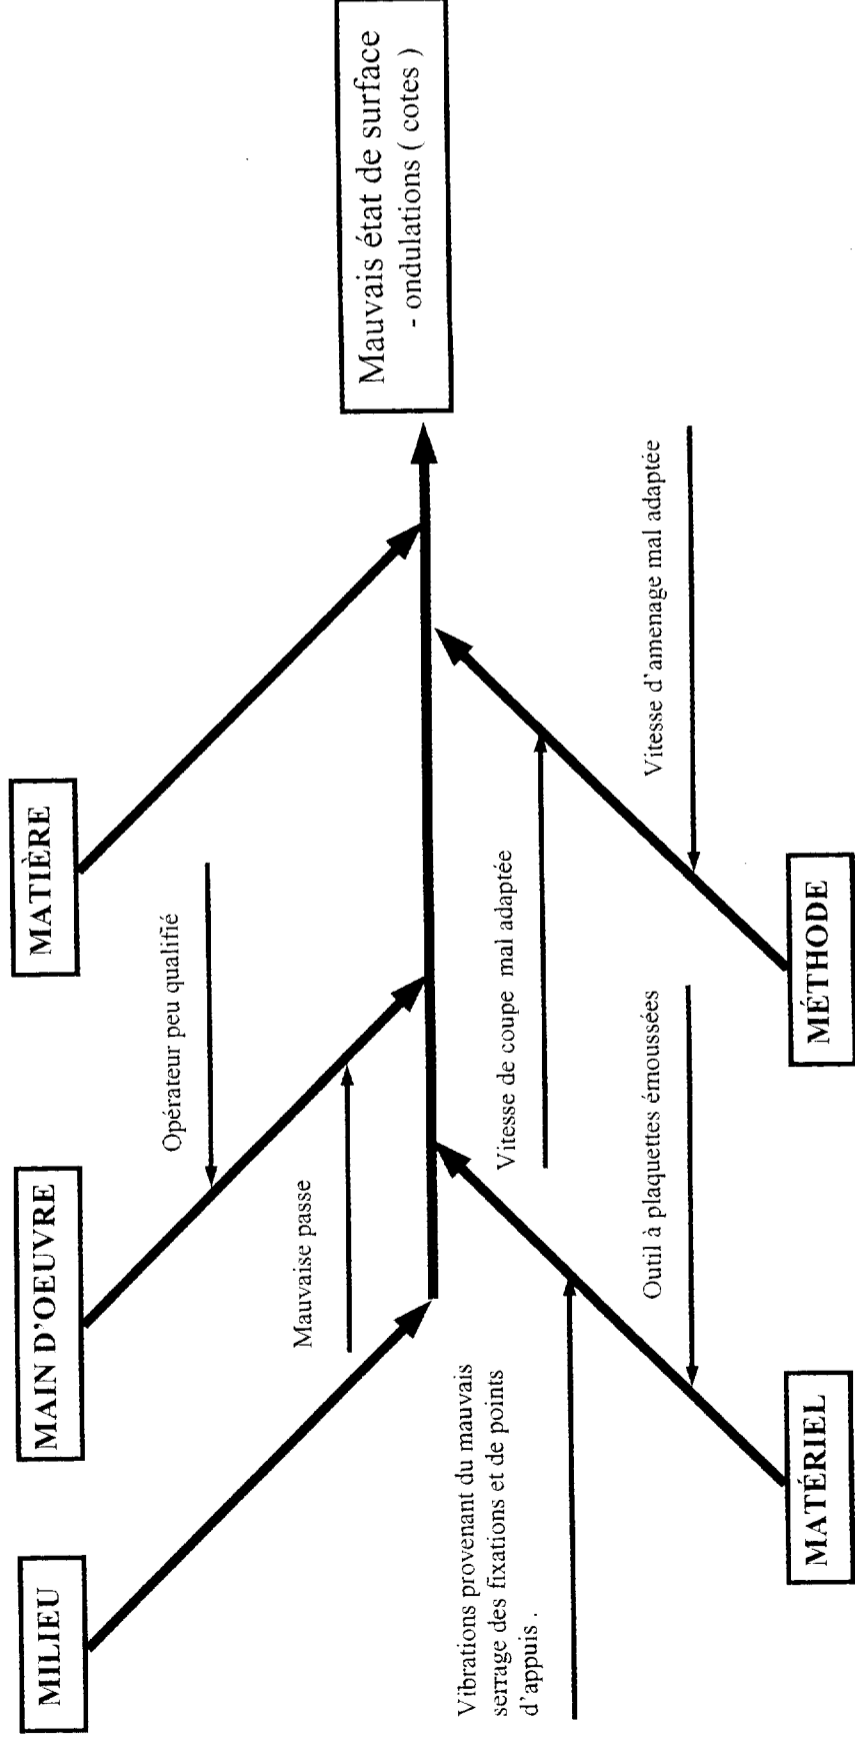 MILIEU
MAIN D'OEUVRE
MATIÈRE
Opérateur peu qualifié
Mauvaise passe
Mauvais état de surface
- ondulations ( cotes )
Vibrations provenant du mauvais
serrage des fixations et de points
d'appuis .
Vitesse de coupe mal adaptée
Outil à plaquettes émoussées
Vitesse d'amenage mal adaptée
MATÉRIEL
MÉTHODE